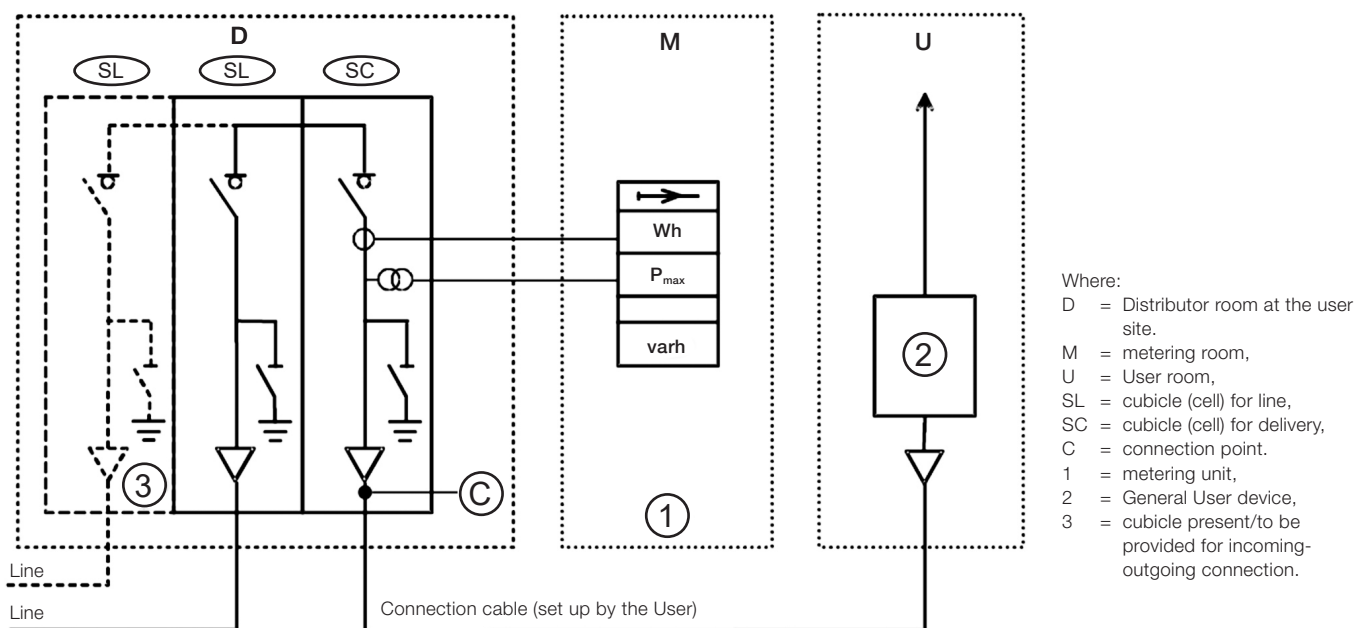 D
M
U
SL
SL
SC
Wh
Pmax
varh
2
3
C
1
Line
Line
Connection cable (set up by the User)
Where:
D = Distributor room at the user
site.
M = metering room,
U = User room,
SL = cubicle (cell) for line,
SC = cubicle (cell) for delivery,
C = connection point.
1 = metering unit,
2 = General User device,
3 = cubicle present/to be
provided for incoming-
outgoing connection.